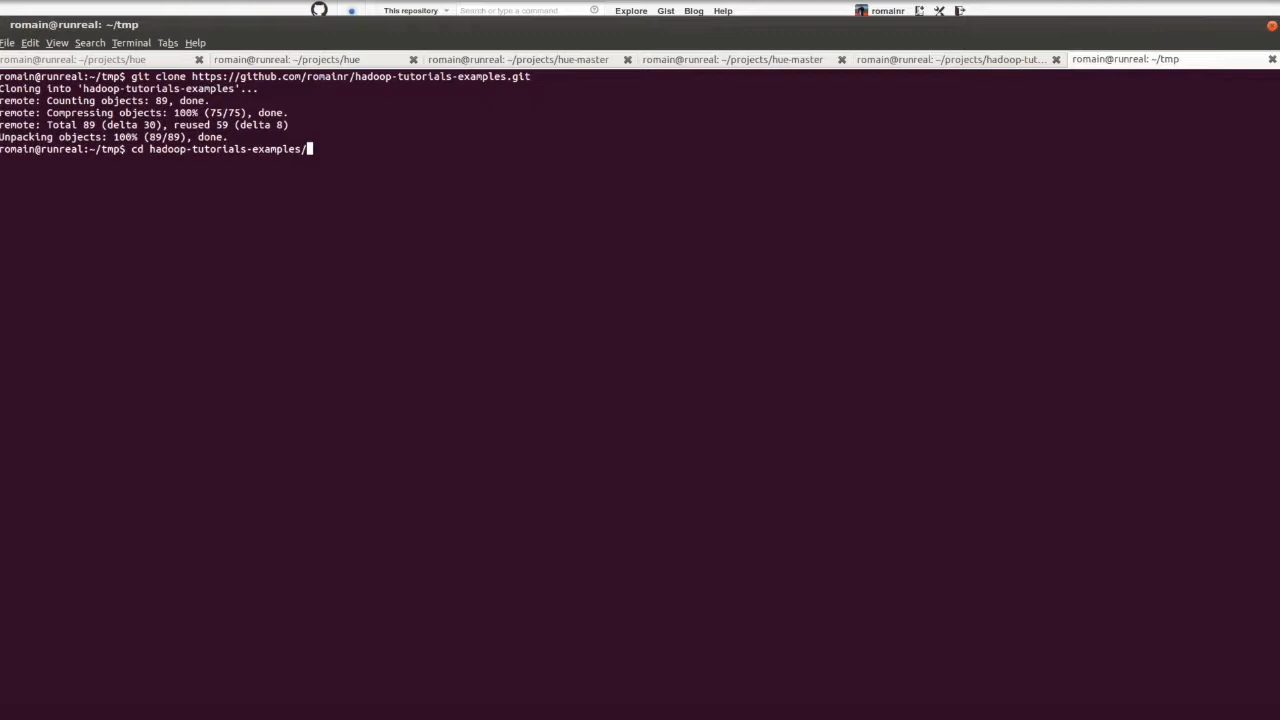 This repository
Search or type a command
Explore
Gist
Blog
Help
romainr
romain@runreal: ~/tmp
File Edit View Search Terminal Tabs Help
romain@runreal: ~/projects/hue
romain@runreal: ~/projects/hue
romain@runreal: ~/projects/hue-master
romain@runreal: ~/projects/hue-master
romain@runreal: ~/projects/hadoop-tut...
romain@runreal: ~/tmp
romain@runreal:~/tmp$ git clone https://github.com/romainr/hadoop-tutorials-examples.git
Cloning into 'hadoop-tutorials-examples'...
remote: Counting objects: 89, done.
remote: Compressing objects: 100% (75/75), done.
remote: Total 89 (delta 30), reused 59 (delta 8)
Unpacking objects: 100% (89/89), done.
romain@runreal:~/tmp$ cd hadoop-tutorials-examples/